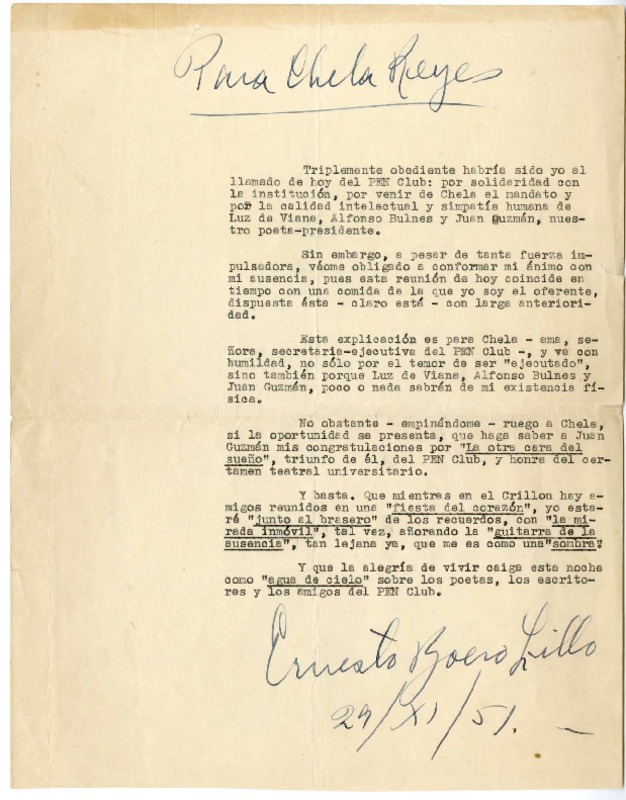 Para Chela Reyes
Triplemente obediente habría sido yo al
llamado de hoy del PEN Club: por solidaridad con
la institución, por venir de Chela el mandato y
por la calidad intelectual y simpatía humana de
Luz de Viana, Alfonso Bulnes y Juan Guzmán, nues-
tro poeta-presidente.
Sin embargo, a pesar de tanta fuerza im-
pulsadora, véome obligado a conformar mi ánimo con
mi ausencia, pues esta reunión de hoy coincide en
tiempo con una comida de la que yo soy el oferente,
dispuesta ésta - claro está - con larga anteriori-
dad.
Esta explicación es para Chela - ama, se-
ñora, secretaria-ejecutiva del PEN Club -, y va con
humildad, no sólo por el temor de ser "ejecutado",
sino también porque Luz de Viana, Alfonso Bulnes y
Juan Guzmán, poco o nada sabrán de mi existencia fí-
sica.
No obstante - empinándome - ruego a Chela,
si la oportunidad se presenta, que haga saber a Juan
Guzmán mis congratulaciones por "La otra cara del
sueño", triunfo de él, del PEN Club, y honra del cer-
tamen teatral universitario.
Y basta. Que mientras en el Crillon hay a-
migos reunidos en una "fiesta del corazón", yo esta-
ré "junto al brasero" de los recuerdos, con "la mi-
rada inmóvil", tal vez, añorando la "guitarra de la
ausencia", tan lejana ya, que me es como una"sombra".
Y que la alegría de vivir caiga esta noche
como "agua de cielo" sobre los poetas, los escrito-
res y los amigos del PEN Club.
Ernesto Boero Lillo
29/XI/51.